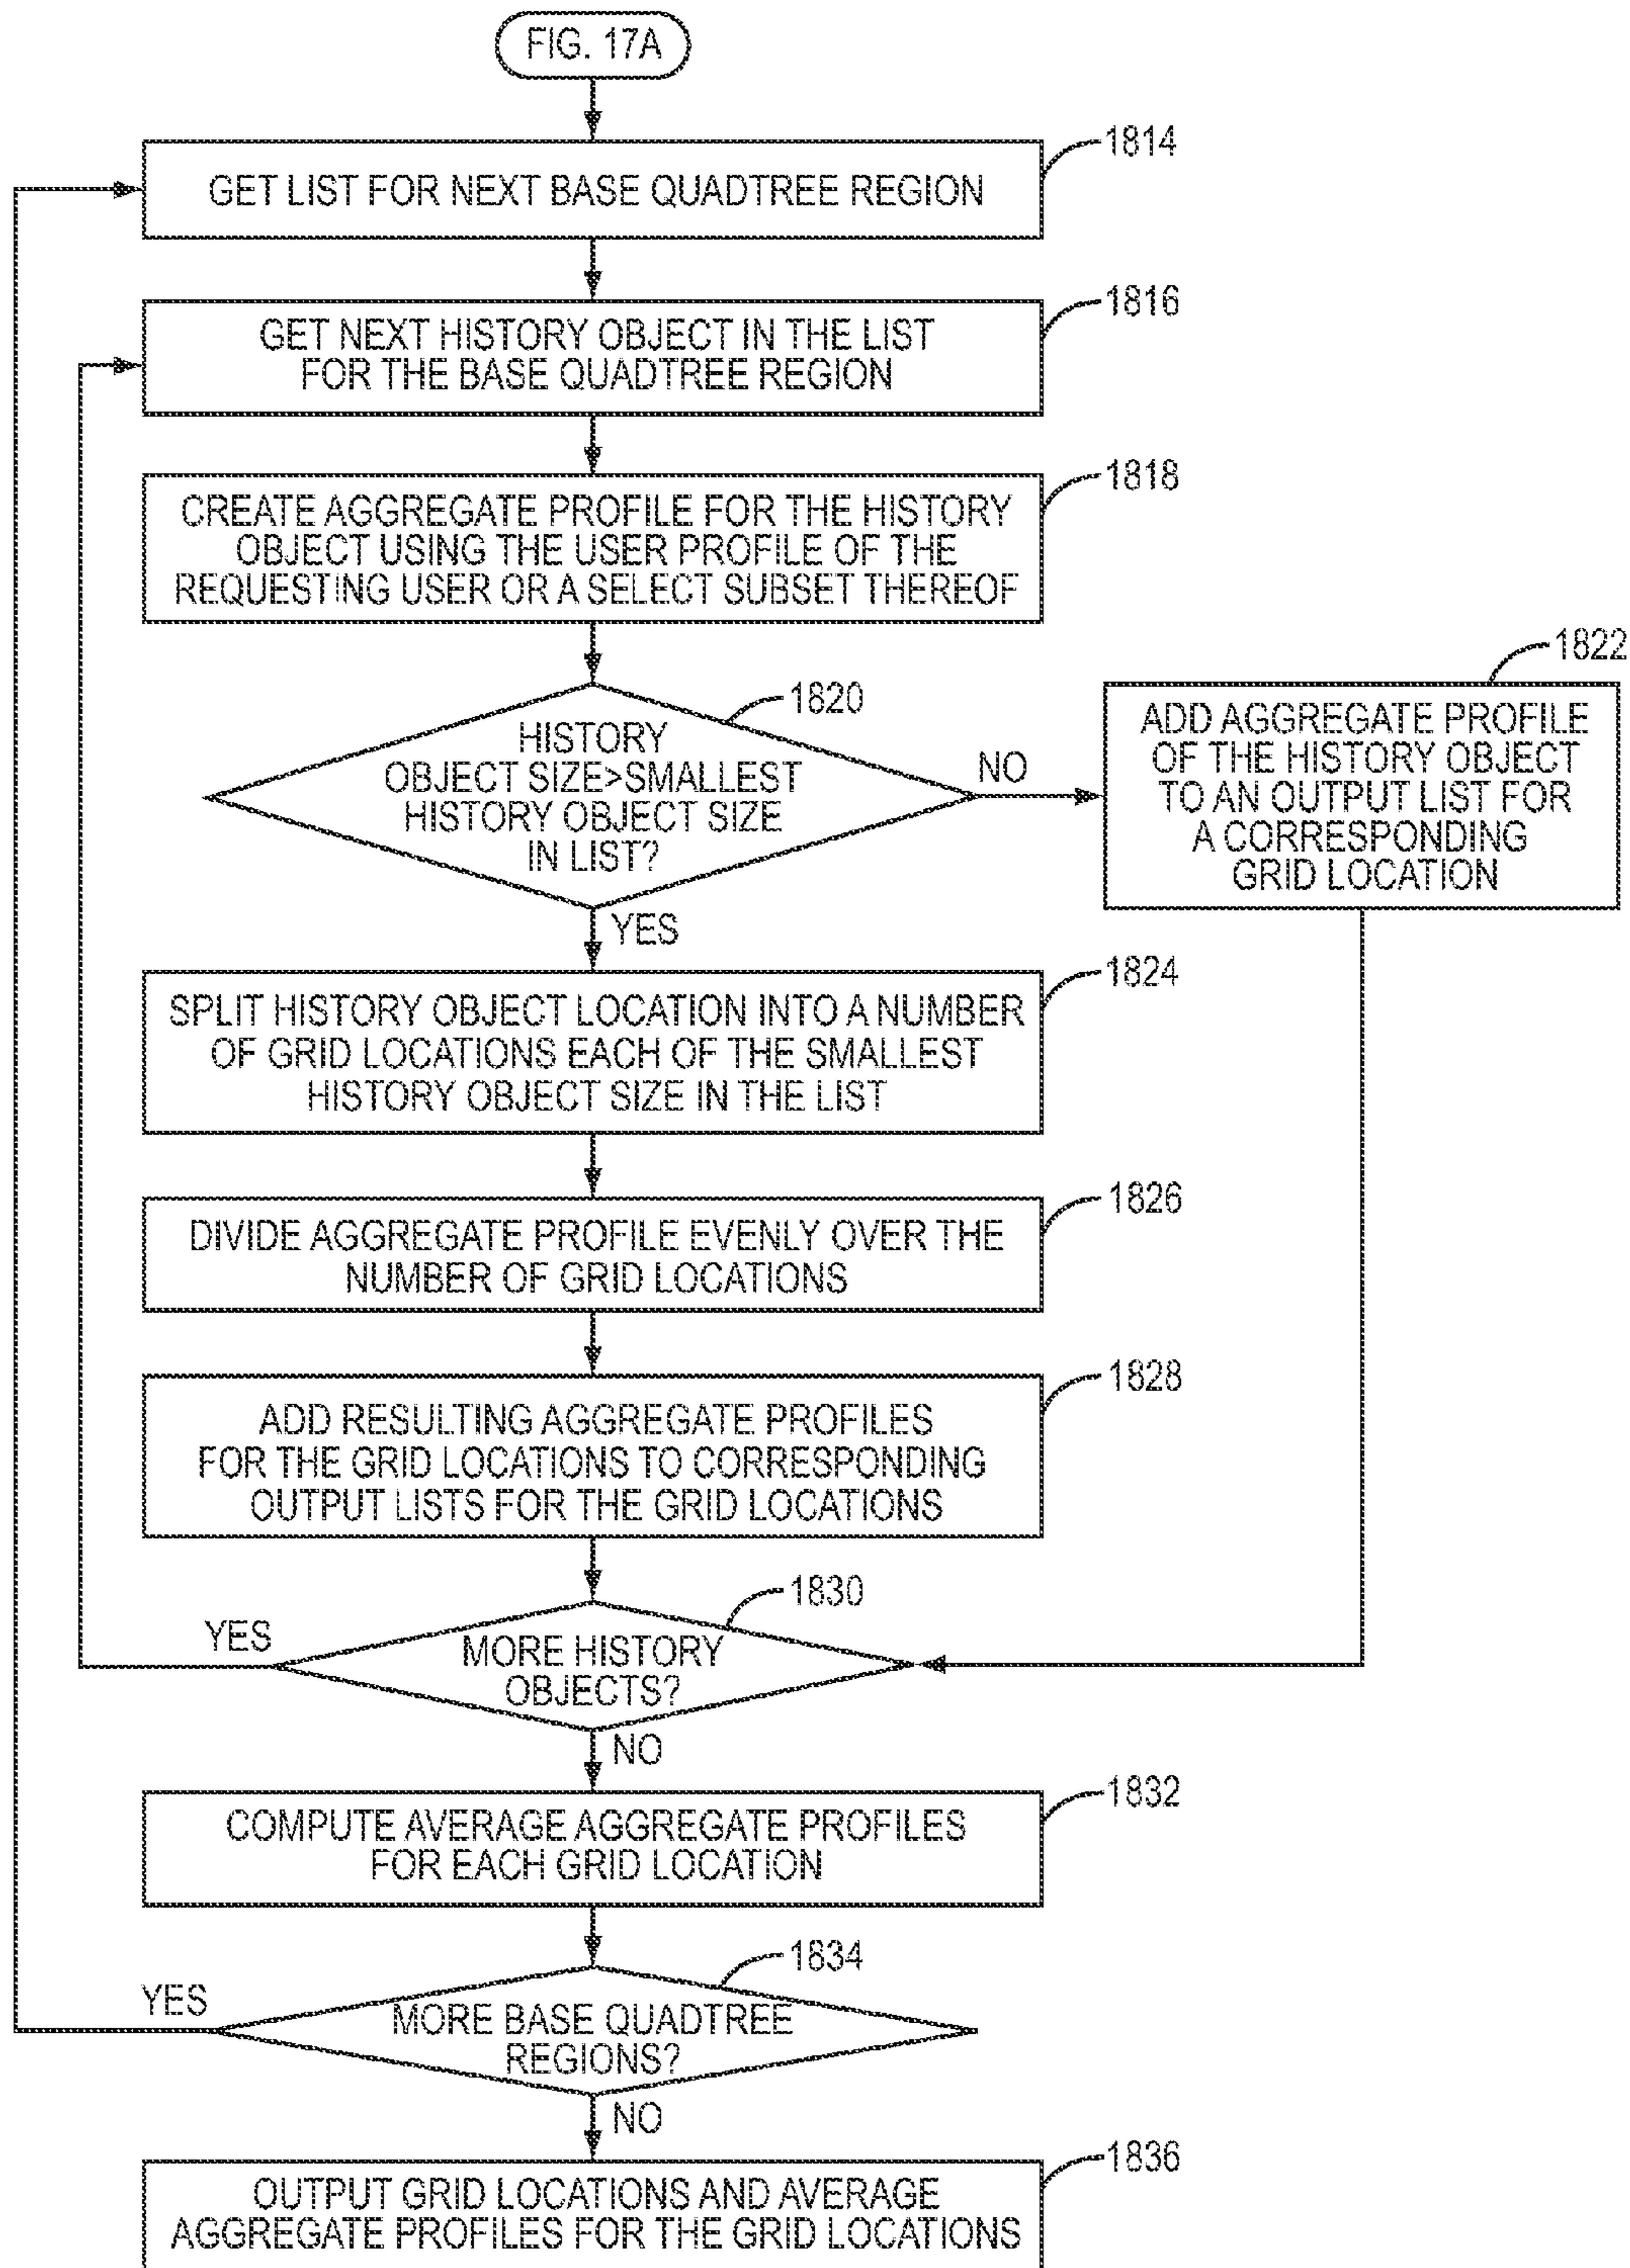 FIG. 17A
1814
GET LIST FOR NEXT BASE QUADTREE REGION
1816
GET NEXT HISTORY OBJECT IN THE LIST
FOR THE BASE QUADTREE REGION
1818
CREATE AGGREGATE PROFILE FOR THE HISTORY
OBJECT USING THE USER PROFILE OF THE
REQUESTING USER OR A SELECT SUBSET THEREOF
1820
HISTORY
OBJECT SIZE>SMALLEST
HISTORY OBJECT SIZE
IN LIST?
NO
1822
ADD AGGREGATE PROFILE
OF THE HISTORY OBJECT
TO AN OUTPUT LIST FOR
A CORRESPONDING
GRID LOCATION
YES
1824
SPLIT HISTORY OBJECT LOCATION INTO A NUMBER
OF GRID LOCATIONS EACH OF THE SMALLEST
HISTORY OBJECT SIZE IN THE LIST
1826
DIVIDE AGGREGATE PROFILE EVENLY OVER THE
NUMBER OF GRID LOCATIONS
1828
ADD RESULTING AGGREGATE PROFILES
FOR THE GRID LOCATIONS TO CORRESPONDING
OUTPUT LISTS FOR THE GRID LOCATIONS
1830
YES
MORE HISTORY
OBJECTS?
NO
1832
COMPUTE AVERAGE AGGREGATE PROFILES
FOR EACH GRID LOCATION
1834
YES
MORE BASE QUADTREE
REGIONS?
NO
1836
OUTPUT GRID LOCATIONS AND AVERAGE
AGGREGATE PROFILES FOR THE GRID LOCATIONS